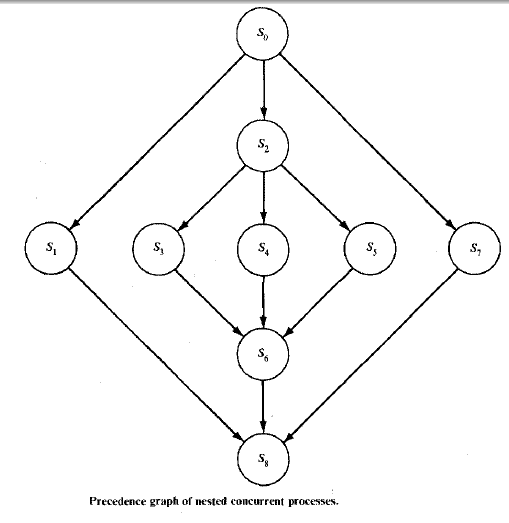 S₀
S₂
S₁ S₃ S₄ S₅ S₇
S₆
S₈
Precedence graph of nested concurrent processes.